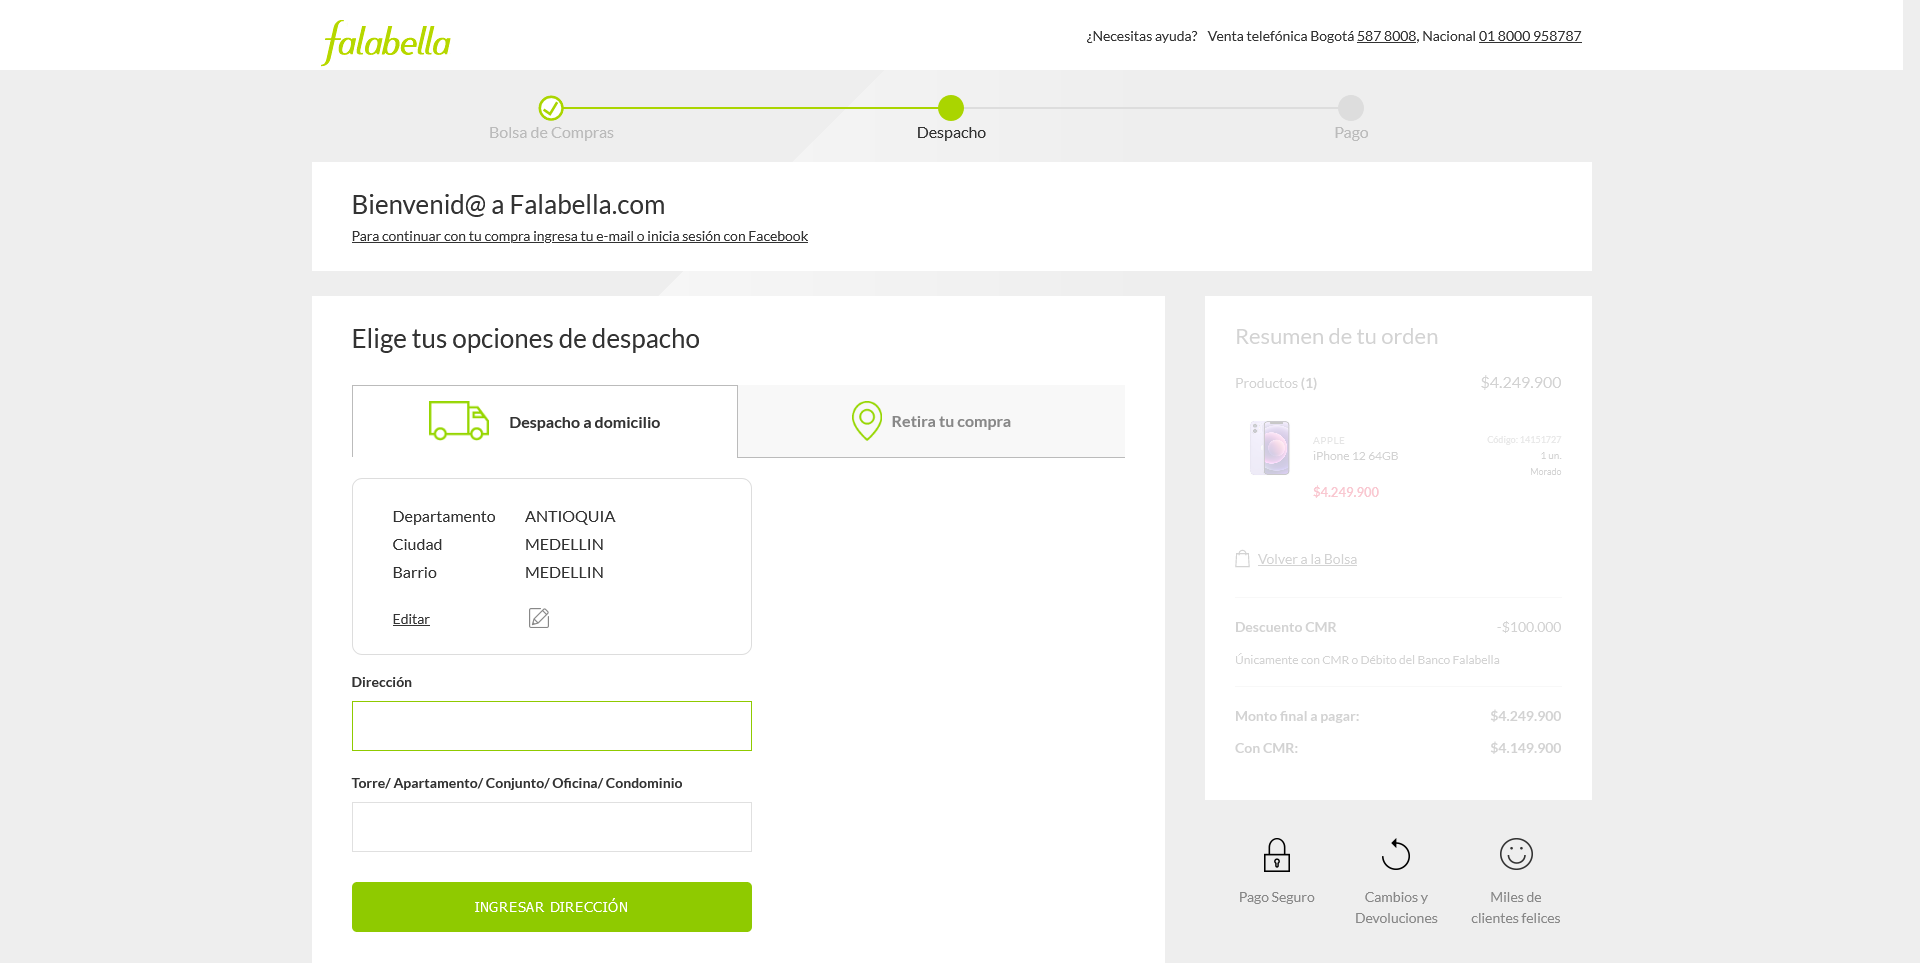 falabella
¿Necesitas ayuda? Venta telefónica Bogotá 587 8008, Nacional 01 8000 958787
Bolsa de Compras
Despacho
Pago
Bienvenid@ a Falabella.com
Para continuar con tu compra ingresa tu e-mail o inicia sesión con Facebook
Elige tus opciones de despacho
Despacho a domicilio
Retira tu compra
Departamento ANTIOQUIA
Ciudad MEDELLIN
Barrio MEDELLIN
Editar
Dirección
Torre/ Apartamento/ Conjunto/ Oficina/ Condominio
INGRESAR DIRECCIÓN
Resumen de tu orden
Productos (1) $4.249.900
APPLE
iPhone 12 64GB
$4.249.900
Código: 14151727
1 un.
Morado
Volver a la Bolsa
Descuento CMR -$100.000
Únicamente con CMR o Débito del Banco Falabella
Monto final a pagar: $4.249.900
Con CMR: $4.149.900
Pago Seguro
Cambios y
Devoluciones
Miles de
clientes felices